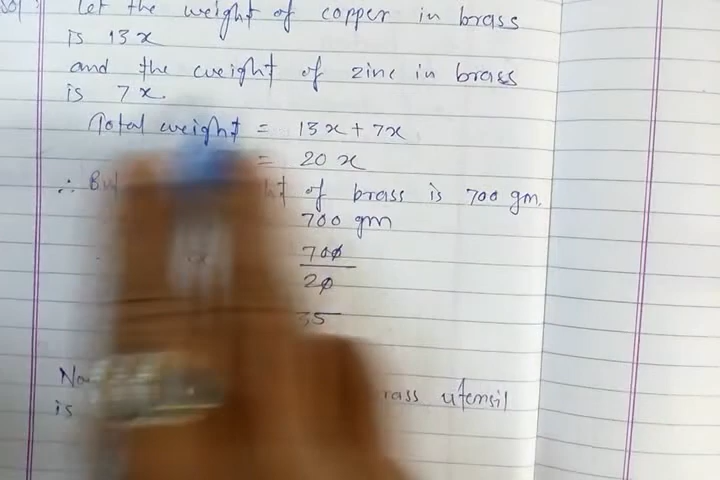 Let the weight of copper in brass
is 13x
and the weight of zinc in brass
is 7x.
Total weight = 13x + 7x
= 20x
∴ of brass is 700 gm.
700 gm
700
20
35
utensil
is